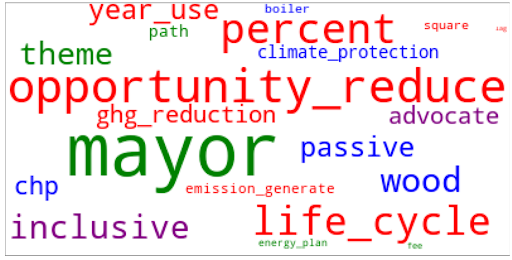 year_use
boiler
percent
square
iag
path
theme
climate_protection
opportunity_reduce
ghg_reduction
advocate
mayor
passive
chp
wood
emission_generate
inclusive
life_cycle
energy_plan
fee